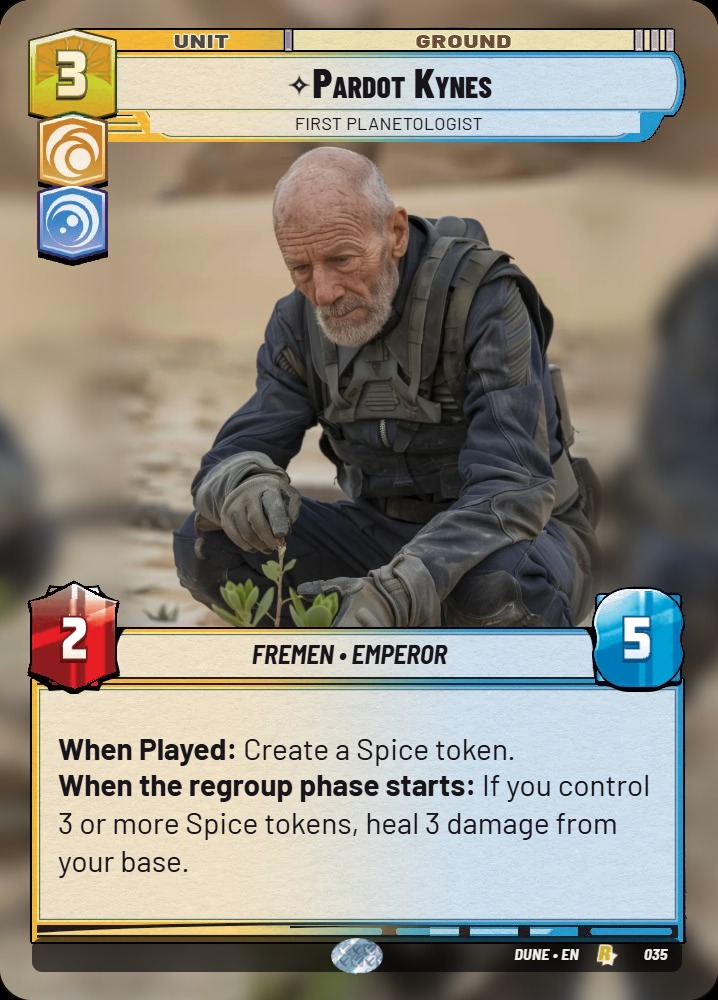 UNIT GROUND
3
✧PARDOT KYNES
FIRST PLANETOLOGIST
2
FREMEN • EMPEROR
5
When Played: Create a Spice token.
When the regroup phase starts: If you control
3 or more Spice tokens, heal 3 damage from
your base.
DUNE • EN R 035